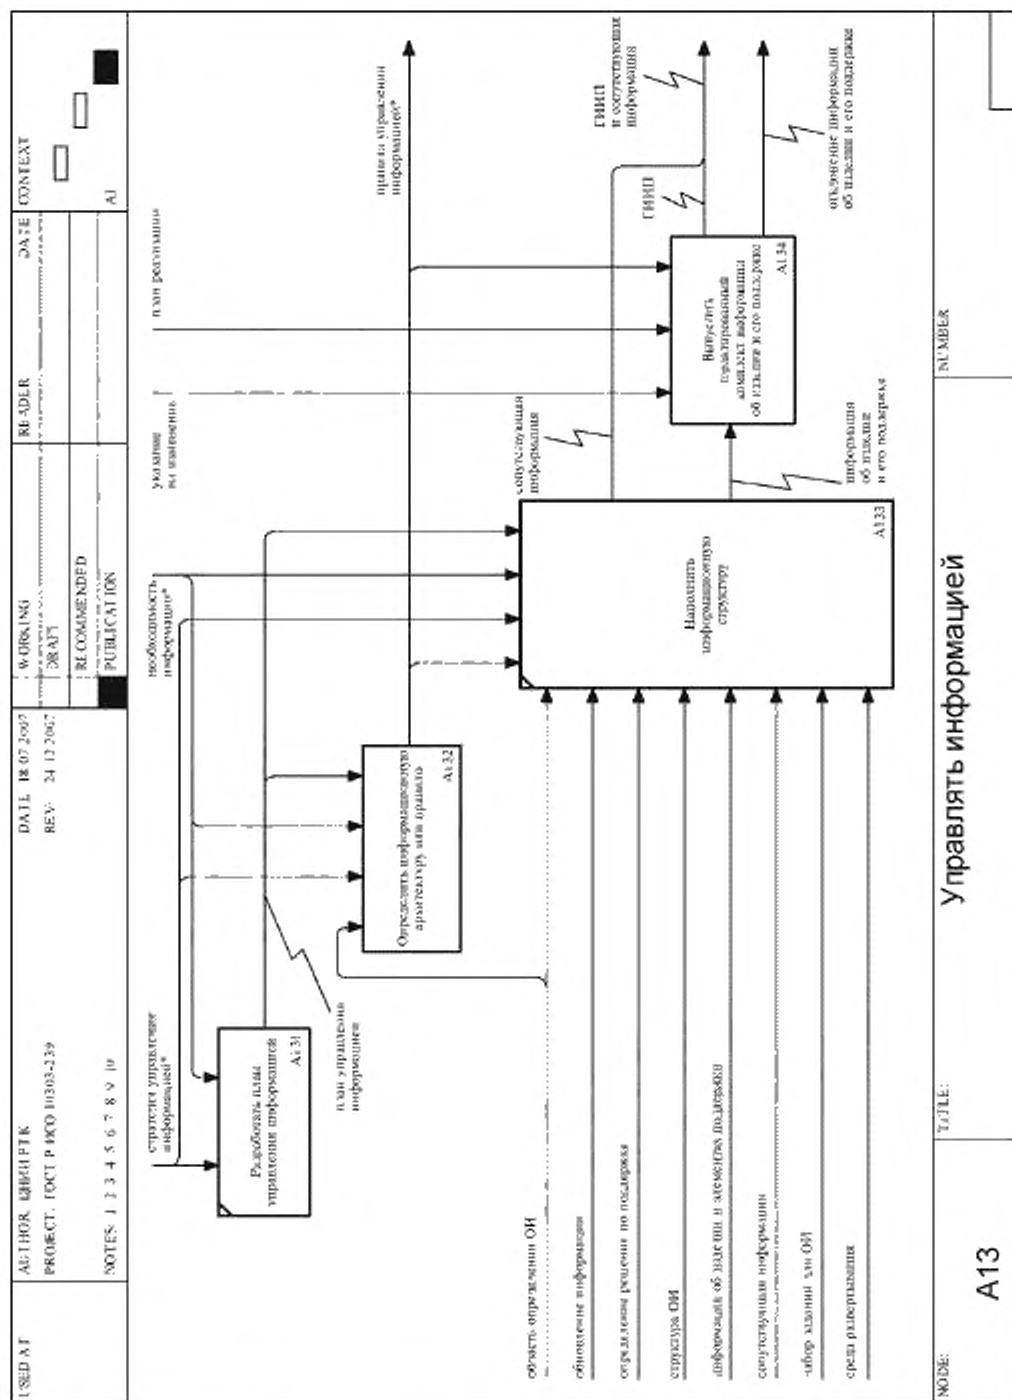 USED AT
AUTHOR: ЦНИИ РТК
PROJECT: ГОСТ Р ИСО 10303-239
NOTES: 1 2 3 4 5 6 7 8 9 10
DATE: 18 07 2007
REV: 24 12 2007
WORKING
DRAFT
RECOMMENDED
PUBLICATION
READER
DATE
CONTEXT
A1
стратегия управления
информацией*
необходимость
информации*
указание
на изменение
план реализации
правила управления
информацией*
ГИИП
и сопутствующая
информация
ГИИП
отклонение информации
об изделии и его поддержке
Разработать план
управления информацией
A131
план управления
информацией
Определить информационную
архитектуру или правило
A132
сопутствующая
информация
Наполнить
информационную
структуру
A133
информация
об изделии
и его поддержке
Выпустить
гарантированный
комплект информации
об изделии и его поддержке
A134
область определения ОИ
обновление информации
определение решение по поддержке
структура ОИ
информация об изделии и элементах поддержки
сопутствующая информация
набор заданий для ОИ
среда развертывания
NODE:
A13
TITLE:
Управлять информацией
NUMBER